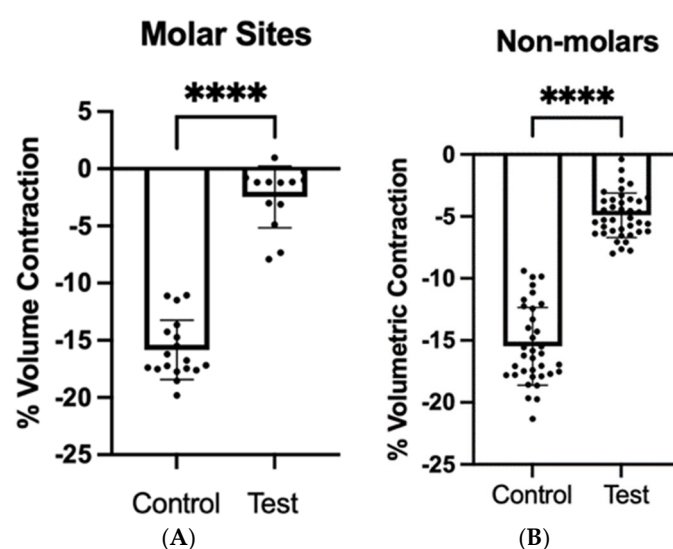 Molar Sites
****
% Volume Contraction
5
0
-5
-10
-15
-20
-25
Control Test
(A)
Non-molars
****
% Volumetric Contraction
0
-5
-10
-15
-20
-25
Control Test
(B)